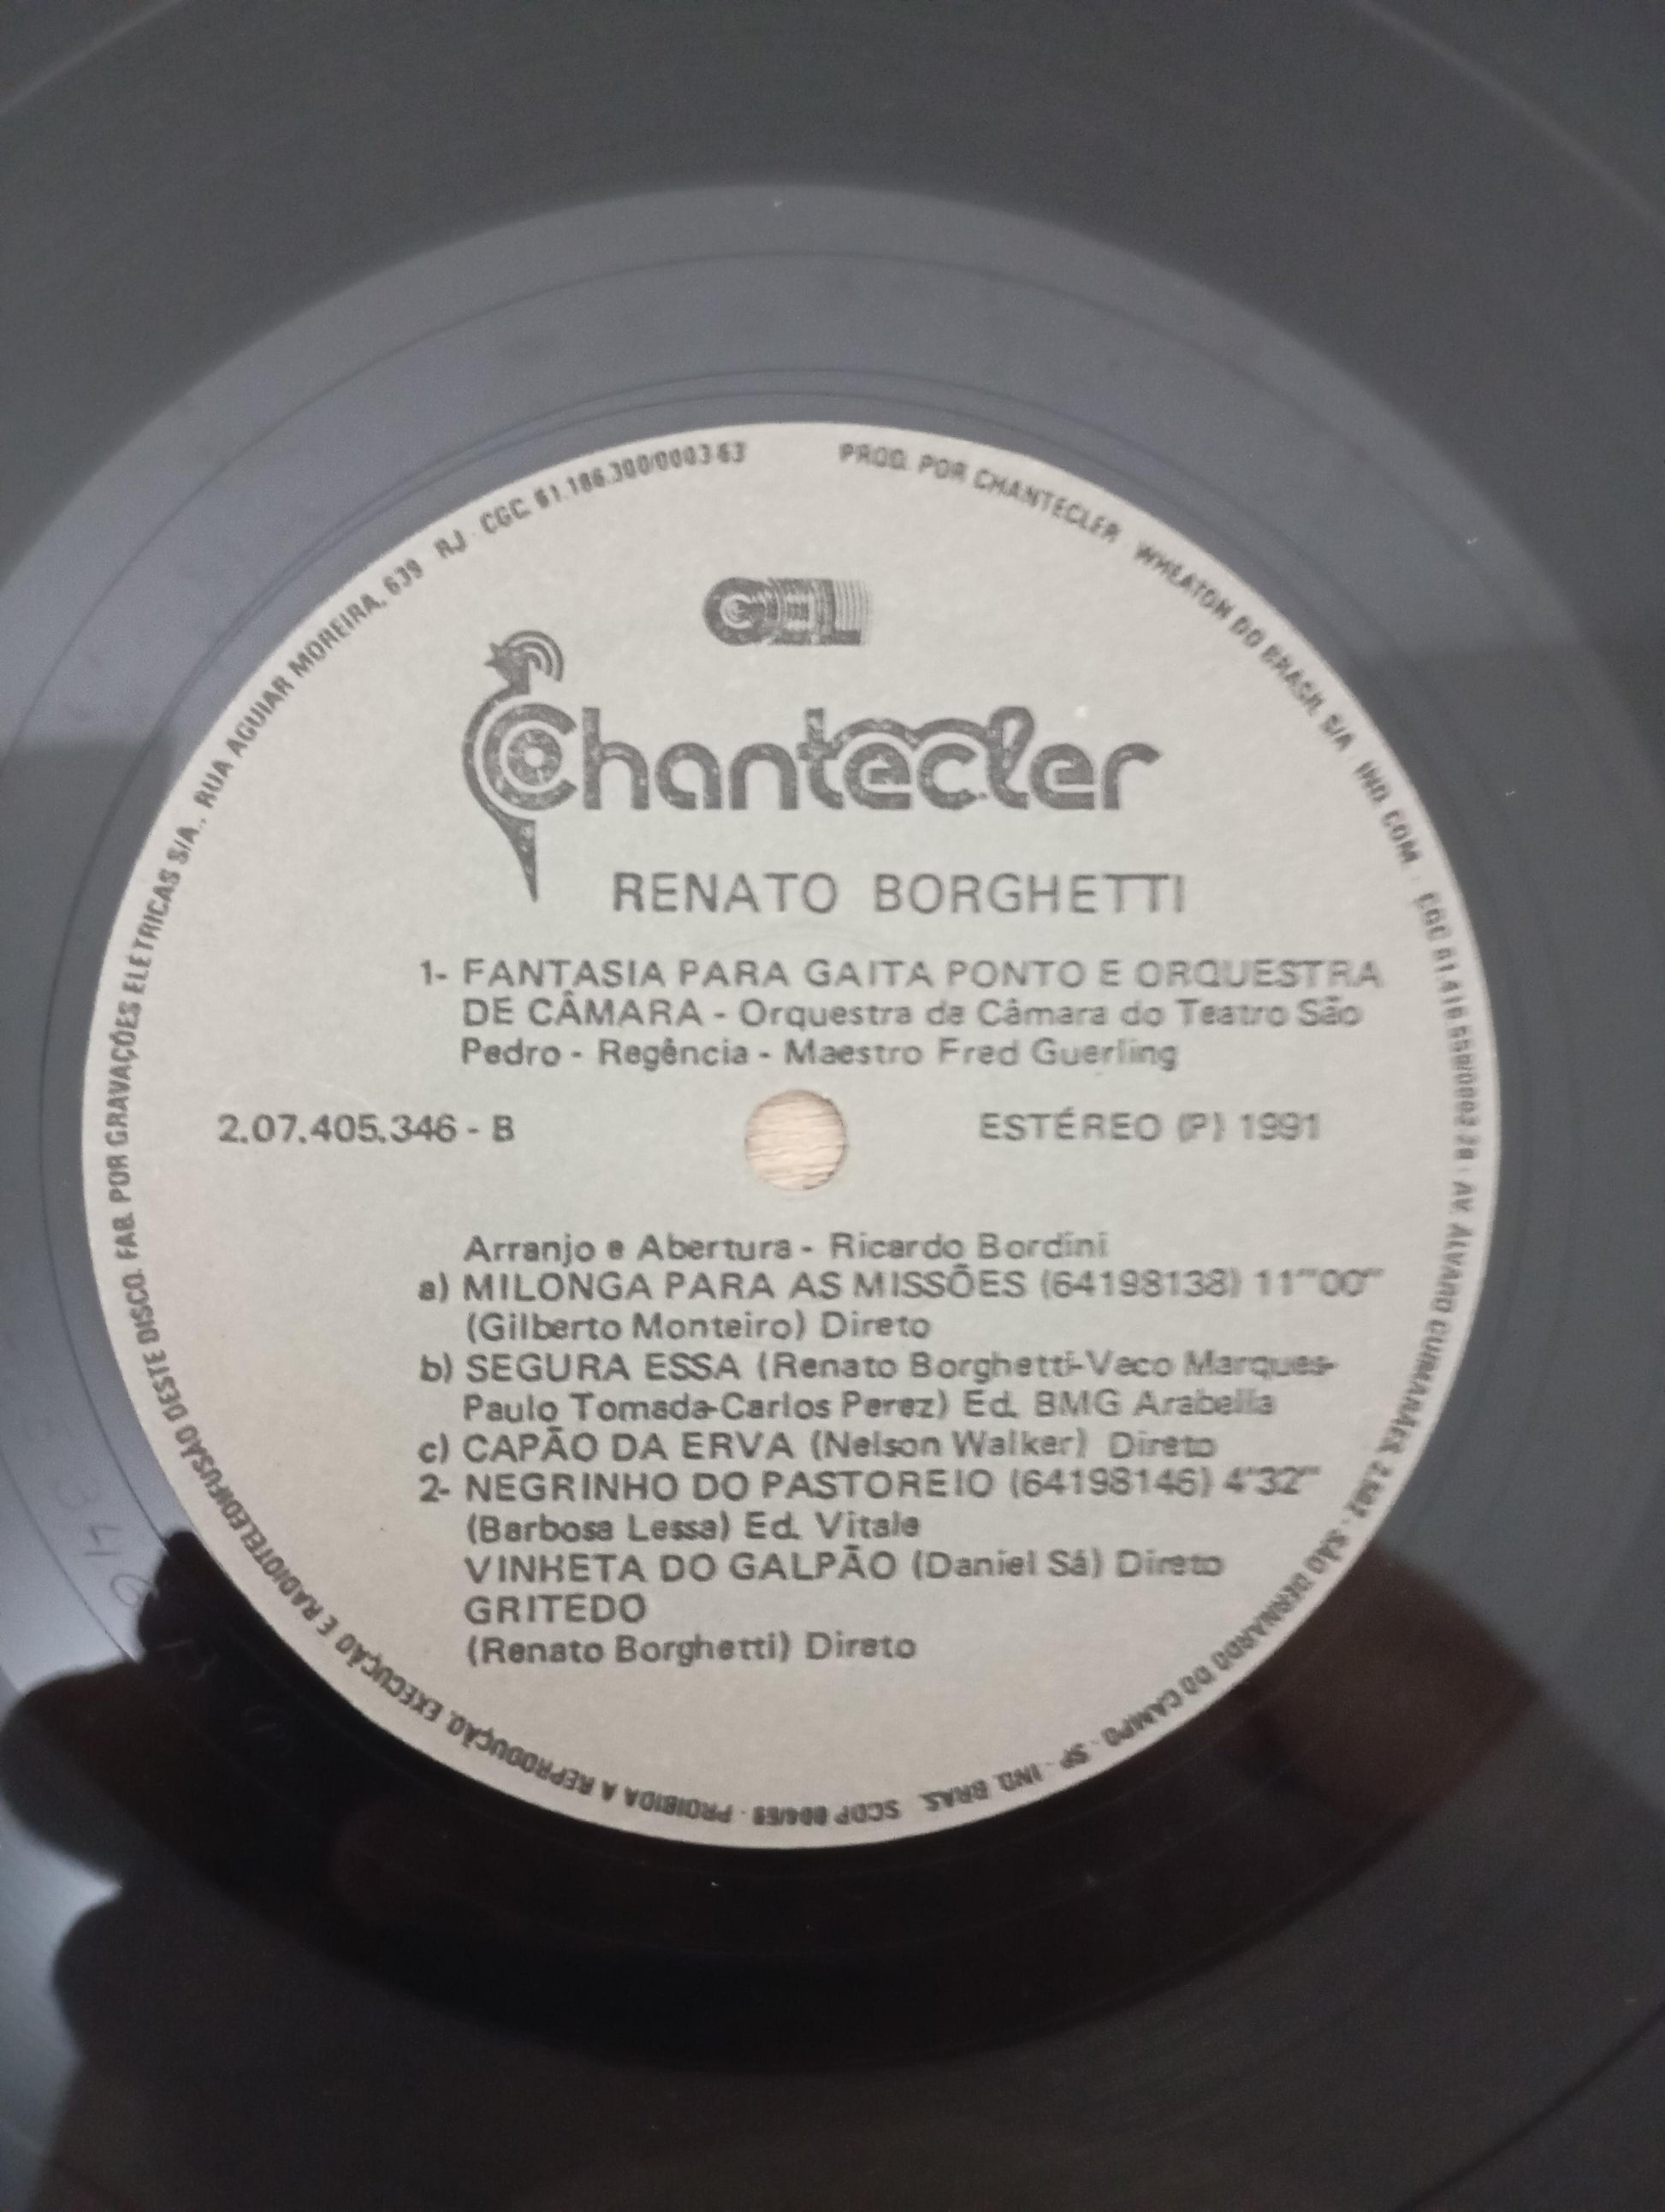 GEL
Chantecler
RENATO BORGHETTI
1- FANTASIA PARA GAITA PONTO E ORQUESTRA
DE CÂMARA - Orquestra de Câmara do Teatro São
Pedro - Regência - Maestro Fred Guerling
2.07.405.346 - B
ESTÉREO (P) 1991
Arranjo e Abertura - Ricardo Bordini
a) MILONGA PARA AS MISSÕES (64198138) 11'"00"'
(Gilberto Monteiro) Direto
b) SEGURA ESSA (Renato Borghetti-Veco Marques-
Paulo Tomada-Carlos Perez) Ed. BMG Arabella
c) CAPÃO DA ERVA (Nelson Walker) Direto
2- NEGRINHO DO PASTOREIO (64198146) 4"32"'
(Barbosa Lessa) Ed. Vitale
VINHETA DO GALPÃO (Daniel Sá) Direto
GRITEDO
(Renato Borghetti) Direto
PROD. POR CHANTECLER WHEATON DO BRASIL S/A IND. COM. - CGC AV. ÁLVARO GUIMARÃES, SÃO BERNARDO DO CAMPO - SP - IND. BRAS. SCDP - PROIBIDA A REPRODUÇÃO, EXECUÇÃO E RADIOTELEDIFUSÃO DESTE DISCO. FAB. POR GRAVAÇÕES ELÉTRICAS S/A., RUA AGUIAR MOREIRA, 639 RJ - CGC. 61.186.300/0003-63